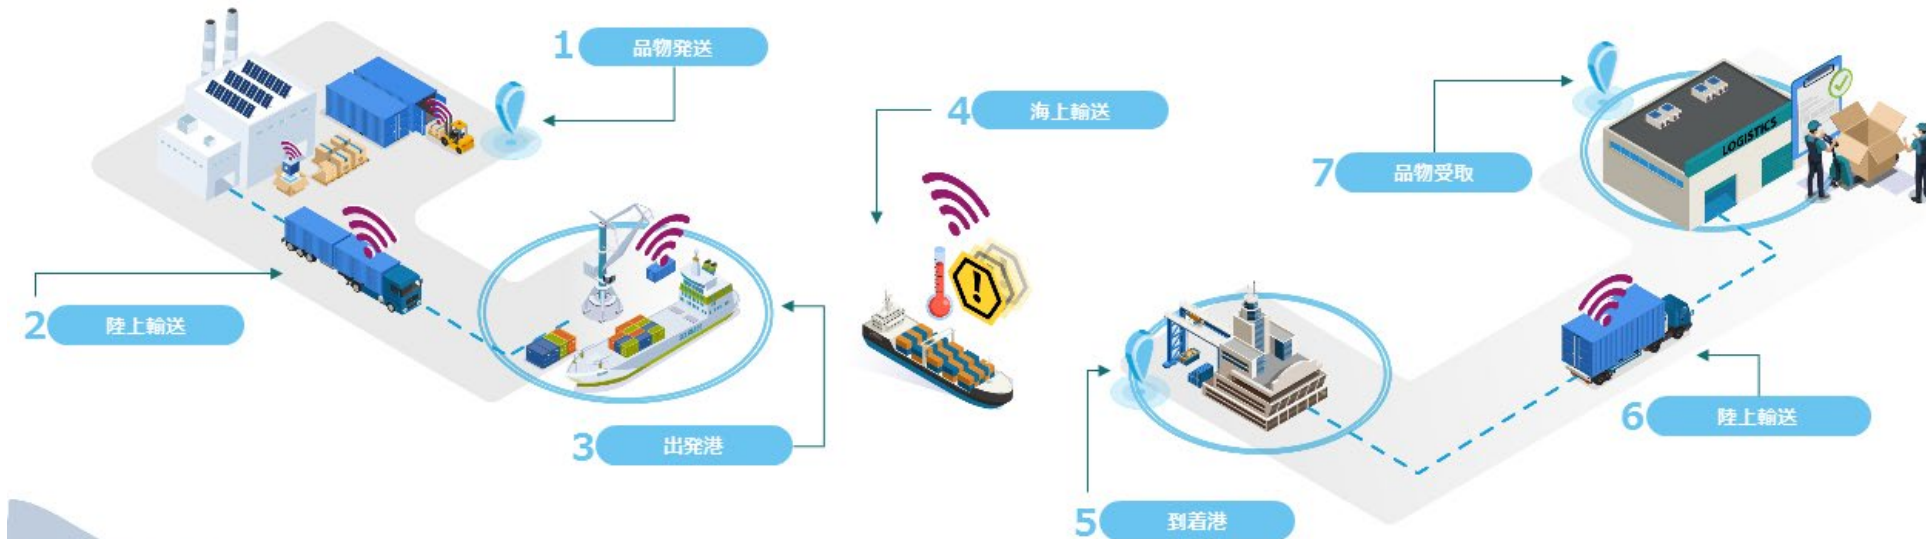 1 品物発送
2 陸上輸送
3 出発港
4 海上輸送
5 到着港
6 陸上輸送
7 品物受取
LOGISTICS